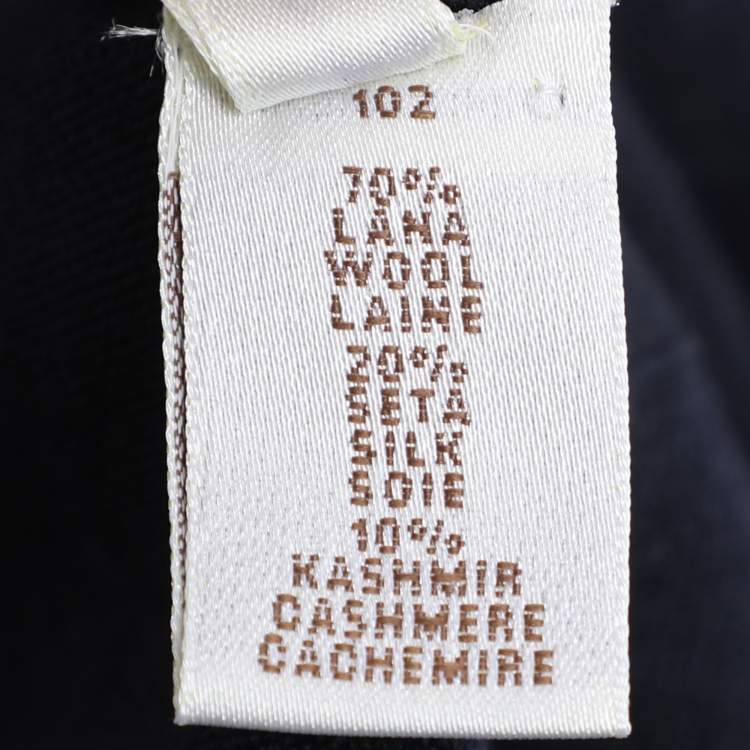 102
70%
LANA
WOOL
LAINE
20%
SETA
SILK
SOIE
10%
KASHMIR
CASHMERE
CACHEMIRE